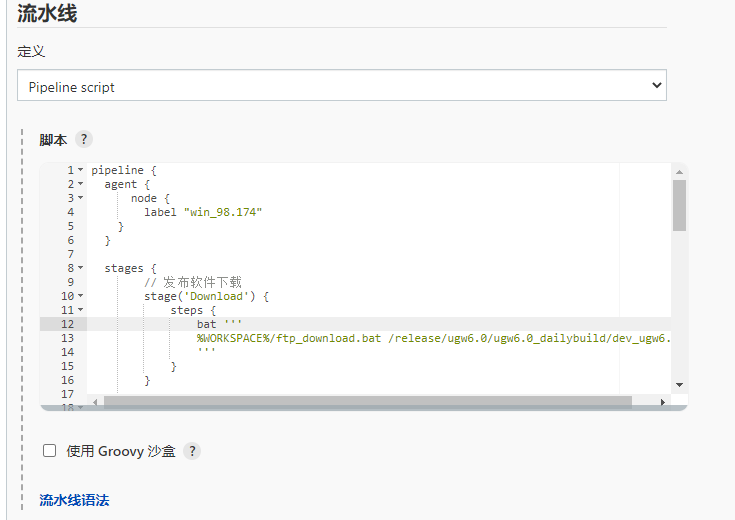 流水线
定义
Pipeline script
脚本 ?
1 pipeline {
2 agent {
3 node {
4 label "win_98.174"
5 }
6 }
7
8 stages {
9 // 发布软件下载
10 stage('Download') {
11 steps {
12 bat '''
13 %WORKSPACE%/ftp_download.bat /release/ugw6.0/ugw6.0_dailybuild/dev_ugw6.
14 '''
15 }
16 }
17
18
使用 Groovy 沙盒 ?
流水线语法